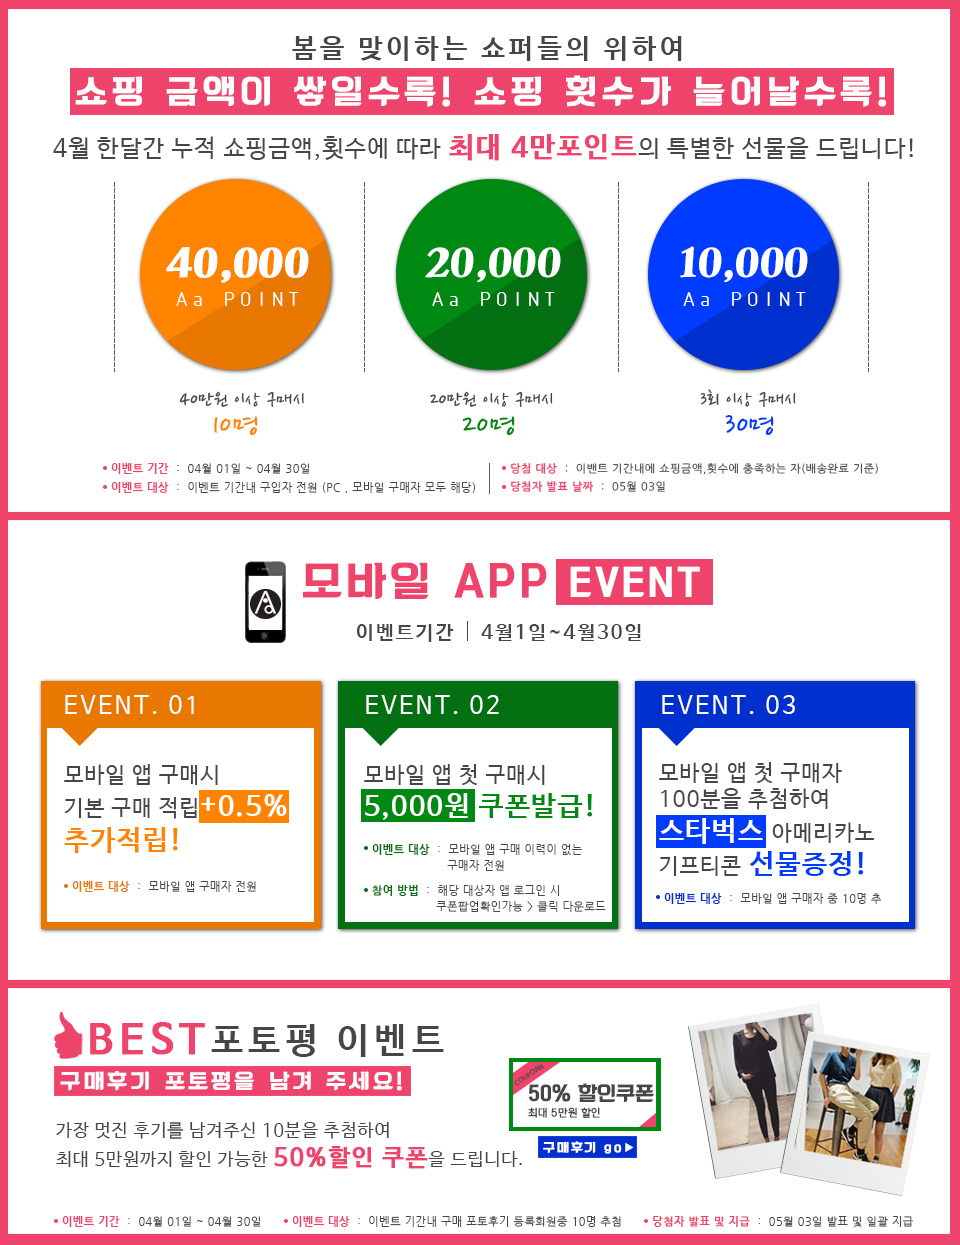 봄을 맞이하는 쇼퍼들의 위하여
쇼핑 금액이 쌓일수록! 쇼핑 횟수가 늘어날수록!
4월 한달간 누적 쇼핑금액,횟수에 따라 최대 4만포인트의 특별한 선물을 드립니다!
40,000
Aa POINT
20,000
Aa POINT
10,000
Aa POINT
40만원 이상 구매시
10명
20만원 이상 구매시
20명
3회 이상 구매시
30명
• 이벤트 기간 : 04월 01일 ~ 04월 30일
• 이벤트 대상 : 이벤트 기간내 구입자 전원 (PC , 모바일 구매자 모두 해당)
• 당첨 대상 : 이밴트 기간내에 쇼핑금액,횟수에 충족하는 자(배송완료 기준)
• 당첨자 발표 날짜 : 05월 03일
모바일 APP EVENT
이벤트기간 | 4월1일~4월30일
EVENT. 01
모바일 앱 구매시
기본 구매 적립+0.5%
추가적립!
• 이벤트 대상 : 모바일 앱 구매자 전원
EVENT. 02
모바일 앱 첫 구매시
5,000원 쿠폰발급!
• 이벤트 대상 : 모바일 앱 구매 이력이 없는
구매자 전원
• 참여 방법 : 해당 대상자 앱 로그인 시
쿠폰팝업확인가능 > 클릭 다운로드
EVENT. 03
모바일 앱 첫 구매자
100분을 추첨하여
스타벅스 아메리카노
기프티콘 선물증정!
• 이벤트 대상 : 모바일 앱 구매자 중 10명 추
BEST 포토평 이벤트
구매후기 포토평을 남겨 주세요!
가장 멋진 후기를 남겨주신 10분을 추첨하여
최대 5만원까지 할인 가능한 50%할인 쿠폰을 드립니다.
COUPOAN
50% 할인쿠폰
최대 5만원 할인
구매후기 go▶
• 이벤트 기간 : 04월 01일 ~ 04월 30일
• 이벤트 대상 : 이벤트 기간내 구매 포토후기 등록회원중 10명 추첨
• 당첨자 발표 및 지급 : 05월 03일 발표 및 일괄 지급